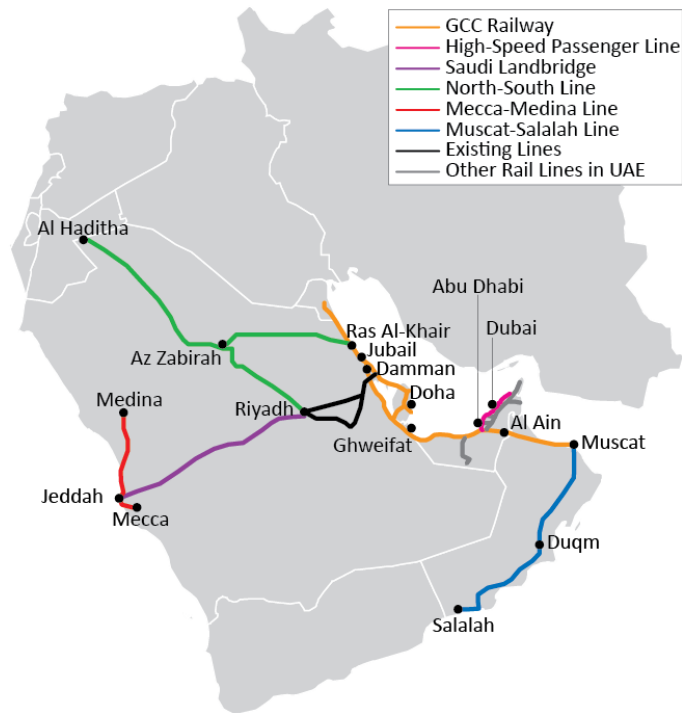 GCC Railway
High-Speed Passenger Line
Saudi Landbridge
North-South Line
Mecca-Medina Line
Muscat-Salalah Line
Existing Lines
Other Rail Lines in UAE
Al Haditha
Abu Dhabi
Dubai
Ras Al-Khair
Az Zabirah
Jubail
Damman
Medina
Doha
Riyadh
Al Ain
Ghweifat
Muscat
Jeddah
Mecca
Duqm
Salalah